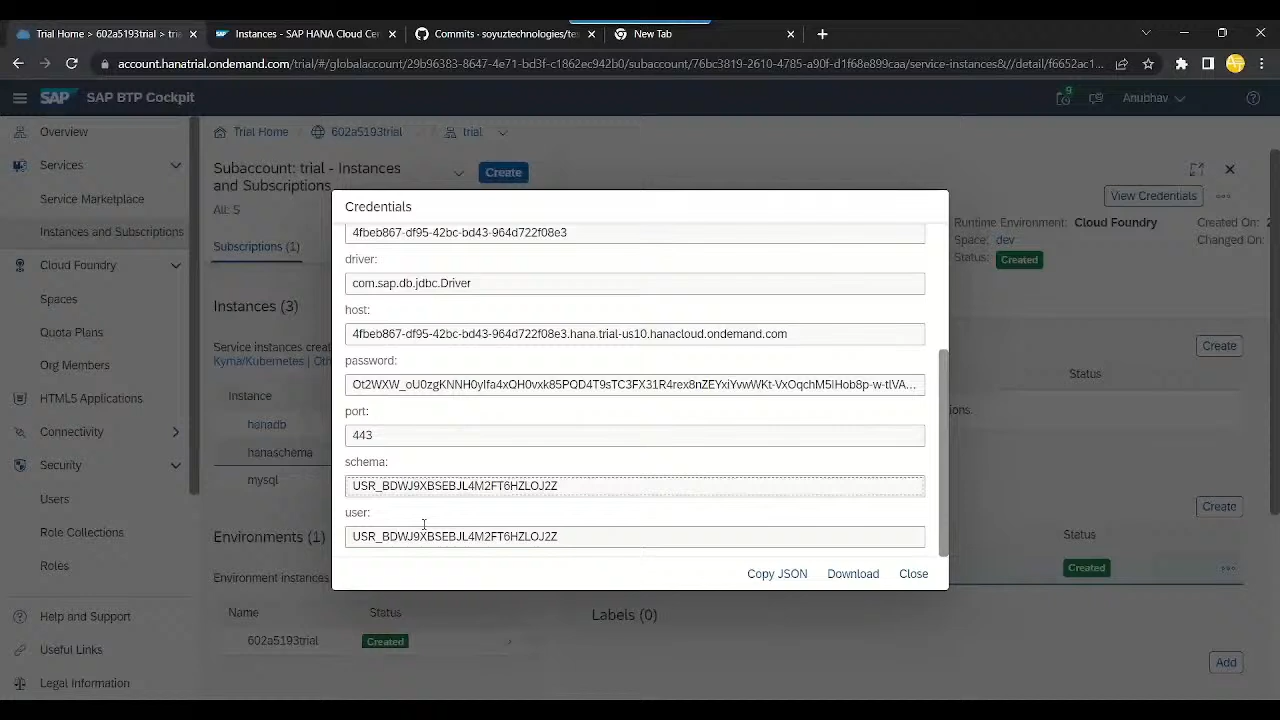 Trial Home > 602a5193trial > tria
Instances - SAP HANA Cloud Cen
Commits - soyuztechnologies/tes
New Tab
account.hanatrial.ondemand.com/trial/#/globalaccount/29b96383-8647-4e71-bd3f-c1862ec942b0/subaccount/76bc3819-2610-4785-a90f-d1f68e899caa/service-instances&//detail/f6652ac1...
SAP
SAP BTP Cockpit
9
Anubhav
Overview
Services
Service Marketplace
Instances and Subscriptions
Cloud Foundry
Spaces
Quota Plans
Org Members
HTML5 Applications
Connectivity
Security
Users
Role Collections
Roles
Help and Support
Useful Links
Legal Information
Trial Home / 602a5193trial / trial
Subaccount: trial - Instances
and Subscriptions
Create
All: 5
Subscriptions (1)
Instances (3)
Service instances creat
Kyma/Kubernetes | Oth
Instance
hanadb
hanaschema
mysql
Environments (1)
Environment instances
Name
Status
602a5193trial
Created
View Credentials
Runtime Environment: Cloud Foundry
Space: dev
Status: Created
Created On: 2
Changed On:
Create
Status
ions.
Create
Status
Created
Labels (0)
Add
Credentials
4fbeb867-df95-42bc-bd43-964d722f08e3
driver:
com.sap.db.jdbc.Driver
host:
4fbeb867-df95-42bc-bd43-964d722f08e3.hana.trial-us10.hanacloud.ondemand.com
password:
port:
443
schema:
USR_BDWJ9XBSEBJL4M2FT6HZLOJ2Z
user:
USR_BDWJ9XBSEBJL4M2FT6HZLOJ2Z
Copy JSON
Download
Close